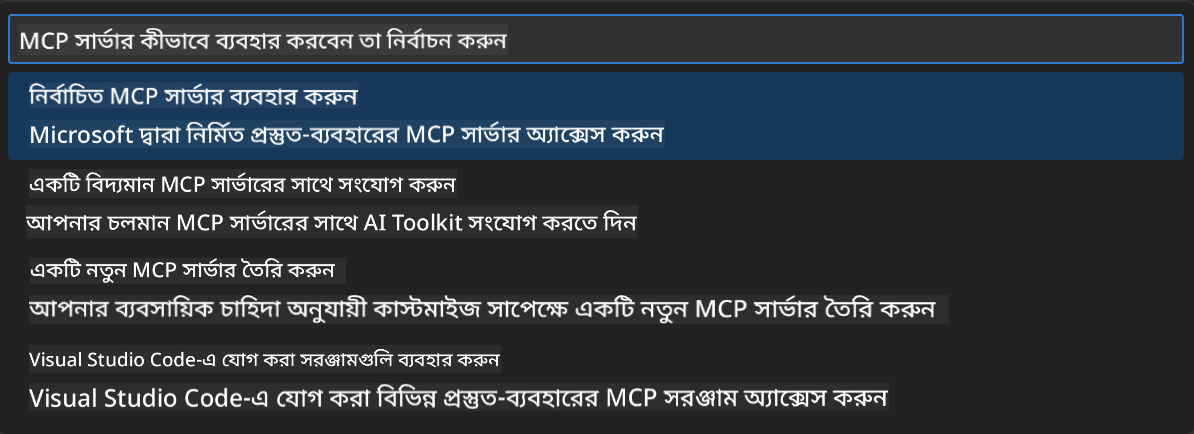 MCP সার্ভার কীভাবে ব্যবহার করবেন তা নির্বাচন করুন
নির্বাচিত MCP সার্ভার ব্যবহার করুন
Microsoft দ্বারা নির্মিত প্রস্তুত-ব্যবহারের MCP সার্ভার অ্যাক্সেস করুন
একটি বিদ্যমান MCP সার্ভারের সাথে সংযোগ করুন
আপনার চলমান MCP সার্ভারের সাথে AI Toolkit সংযোগ করতে দিন
একটি নতুন MCP সার্ভার তৈরি করুন
আপনার ব্যবসায়িক চাহিদা অনুযায়ী কাস্টমাইজ সাপেক্ষে একটি নতুন MCP সার্ভার তৈরি করুন
Visual Studio Code-এ যোগ করা সরঞ্জামগুলি ব্যবহার করুন
Visual Studio Code-এ যোগ করা বিভিন্ন প্রস্তুত-ব্যবহারের MCP সরঞ্জাম অ্যাক্সেস করুন